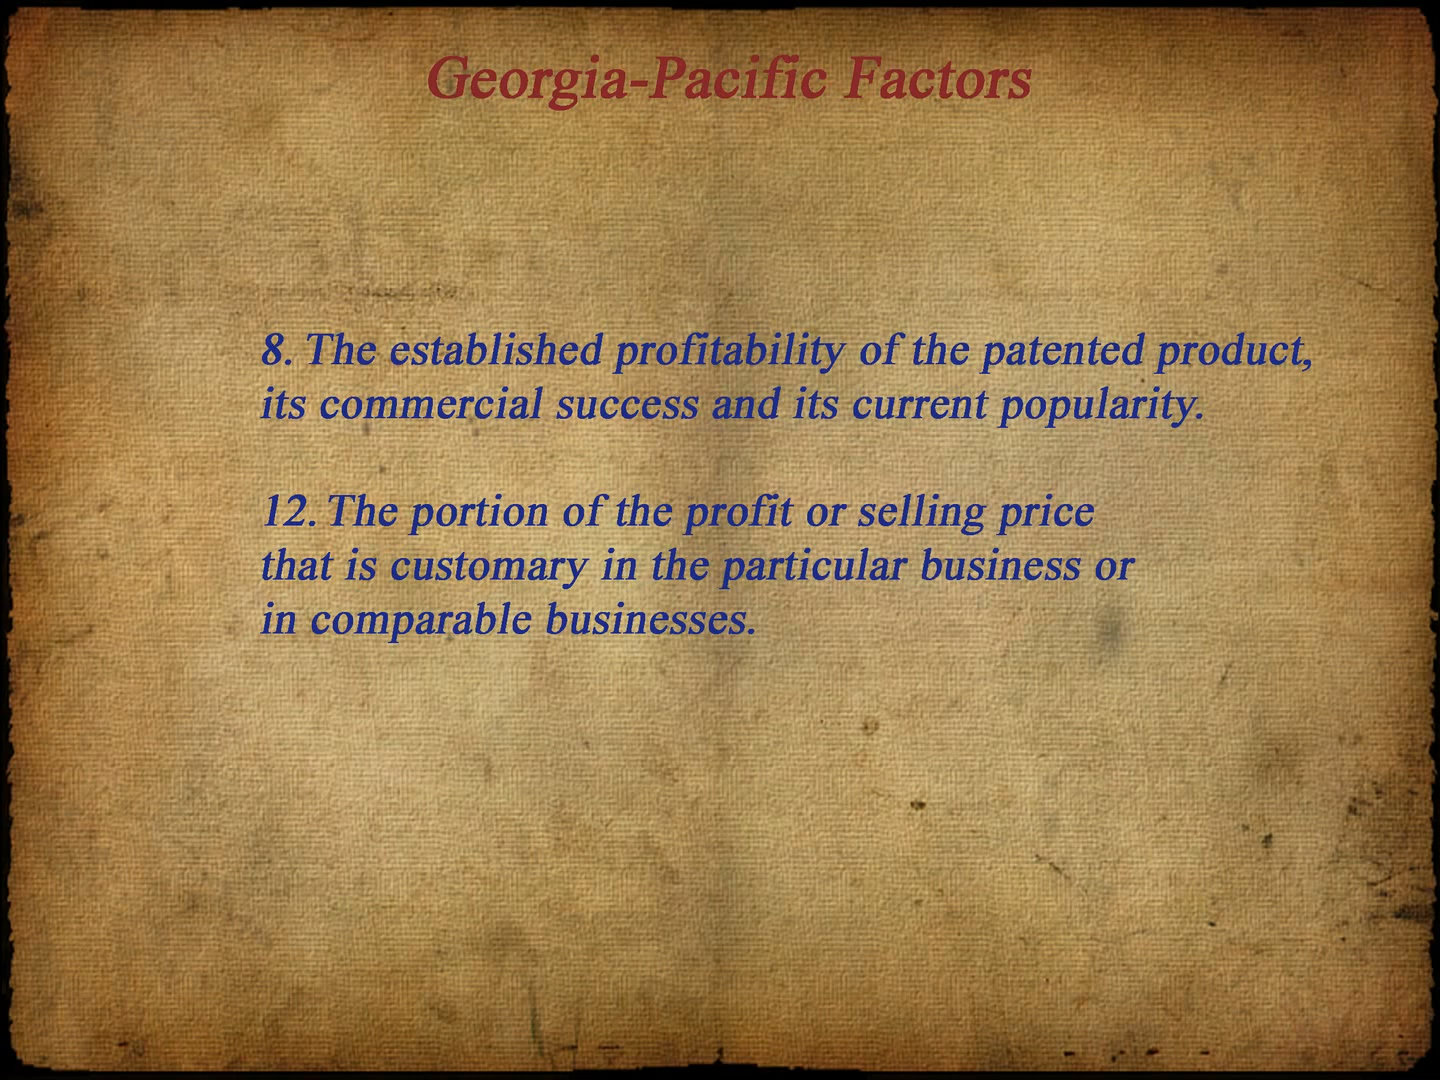 Georgia-Pacific Factors
8. The established profitability of the patented product,
its commercial success and its current popularity.
12. The portion of the profit or selling price
that is customary in the particular business or
in comparable businesses.